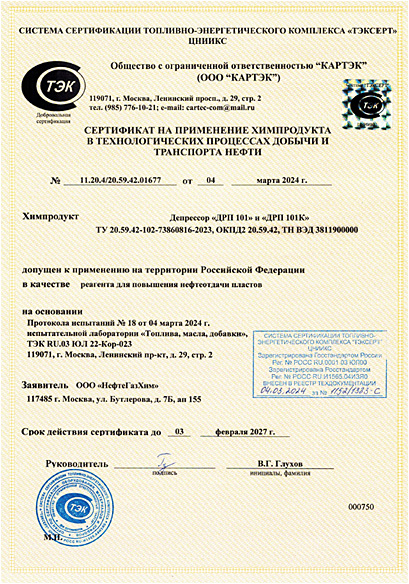 СИСТЕМА СЕРТИФИКАЦИИ ТОПЛИВНО-ЭНЕРГЕТИЧЕСКОГО КОМПЛЕКСА «ТЭКСЕРТ»
ЦНИИКС
ТЭК
Добровольная
сертификация
Общество с ограниченной ответственностью “КАРТЭК”
(ООО “КАРТЭК”)
119071, г. Москва, Ленинский просп., д. 29, стр. 2
тел. (985) 776-10-21; e-mail: cartec-com@mail.ru
ТЭК
СЕРТИФИКАТ НА ПРИМЕНЕНИЕ ХИМПРОДУКТА
В ТЕХНОЛОГИЧЕСКИХ ПРОЦЕССАХ ДОБЫЧИ И
ТРАНСПОРТА НЕФТИ
№ 11.20.4/20.59.42.01677 от 04 марта 2024 г.
Химпродукт Депрессор «ДРП 101» и «ДРП 101К»
ТУ 20.59.42-102-73860816-2023, ОКПД2 20.59.42, ТН ВЭД 3811900000
допущен к применению на территории Российской Федерации
в качестве реагента для повышения нефтеотдачи пластов
на основании
Протокола испытаний № 18 от 04 марта 2024 г.
испытательной лаборатории «Топлива, масла, добавки»,
ТЭК RU.03 ЮЛ 22-Кор-023
119071, г. Москва, Ленинский пр-кт, д. 29, стр. 2
СИСТЕМА СЕРТИФИКАЦИИ ТОПЛИВНО-
ЭНЕРГЕТИЧЕСКОГО КОМПЛЕКСА "ТЭКСЕРТ"
ЦНИИКС
Зарегистрирована Госстандартом России
Рег. № РОСС RU.0001.03 ЮЛ00
Зарегистрирована Росстандартом
Рег. № РОСС RU.И1565.04ИЗЯ0
ВНЕСЕН В РЕЕСТР ТЕХДОКУМЕНТАЦИИ
04.03.2024 за №
Заявитель ООО «НефтеГазХим»
117485 г. Москва, ул. Бутлерова, д. 7Б, ап 155
Срок действия сертификата до 03 февраля 2027 г.
Руководитель В.Г. Глухов
подпись инициалы, фамилия
ТЭК
000750
М.П.